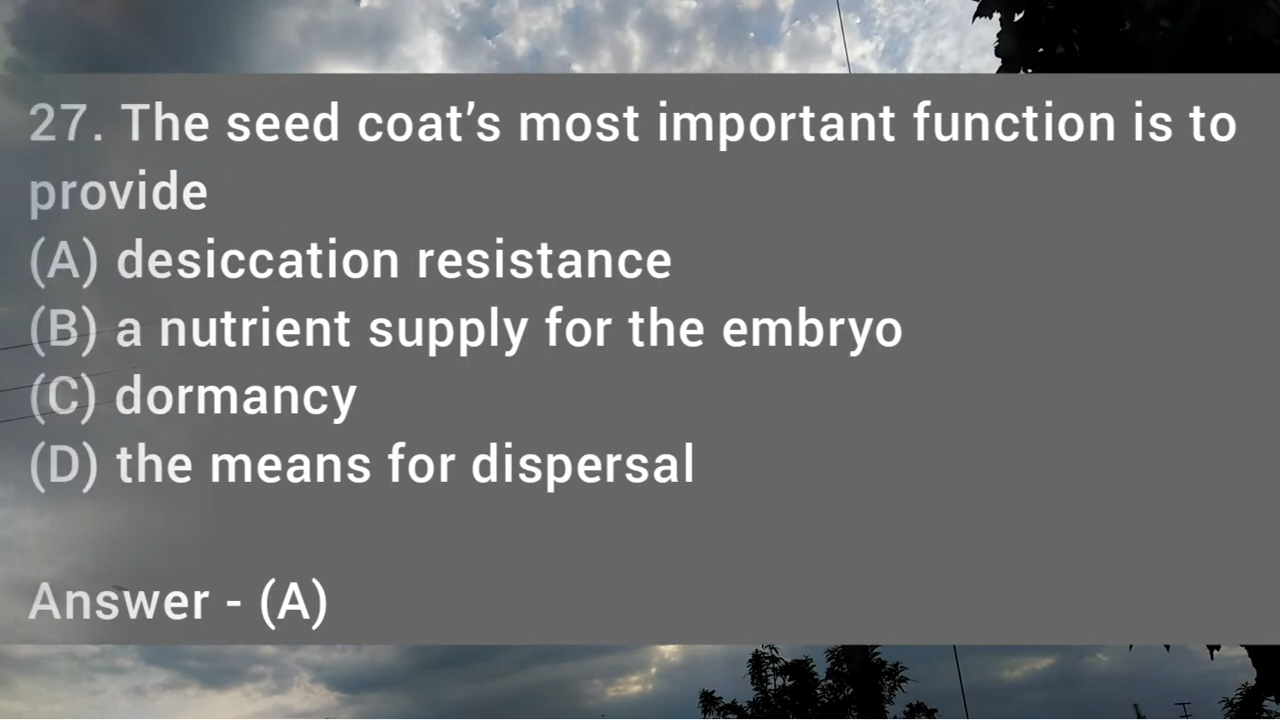 27. The seed coat's most important function is to
provide
(A) desiccation resistance
(B) a nutrient supply for the embryo
(C) dormancy
(D) the means for dispersal
Answer - (A)